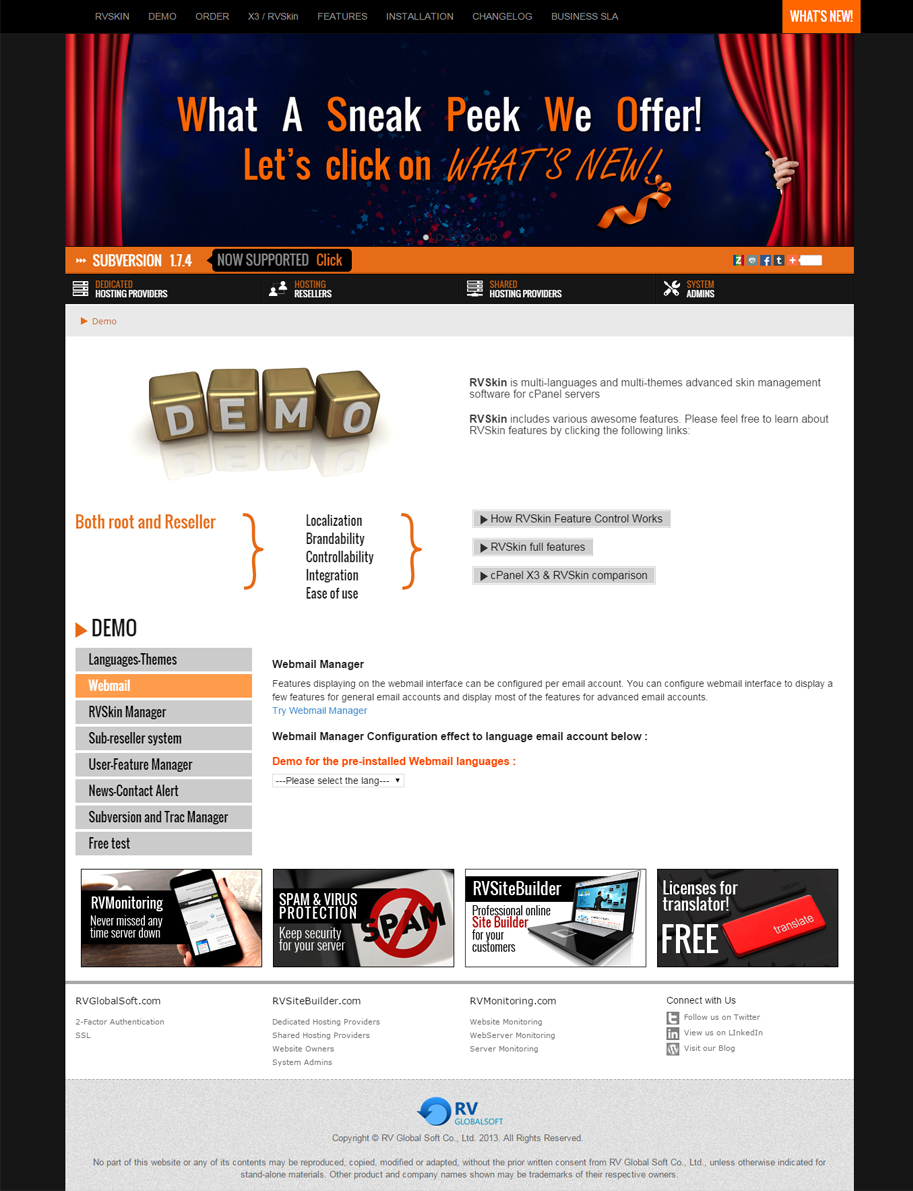 RVSKIN DEMO ORDER X3 / RVSkin FEATURES INSTALLATION CHANGELOG BUSINESS SLA WHAT'S NEW!
What A Sneak Peek We Offer!
Let's click on WHAT'S NEW!
SUBVERSION 1.7.4 NOW SUPPORTED Click
DEDICATED
HOSTING PROVIDERS
HOSTING
RESELLERS
SHARED
HOSTING PROVIDERS
SYSTEM
ADMINS
Demo
DEMO
RVSkin is multi-languages and multi-themes advanced skin management
software for cPanel servers
RVSkin includes various awesome features. Please feel free to learn about
RVSkin features by clicking the following links:
Both root and Reseller
Localization
Brandability
Controllability
Integration
Ease of use
How RVSkin Feature Control Works
RVSkin full features
cPanel X3 & RVSkin comparison
DEMO
Languages-Themes
Webmail
RVSkin Manager
Sub-reseller system
User-Feature Manager
News-Contact Alert
Subversion and Trac Manager
Free test
Webmail Manager
Features displaying on the webmail interface can be configured per email account. You can configure webmail interface to display a
few features for general email accounts and display most of the features for advanced email accounts.
Try Webmail Manager
Webmail Manager Configuration effect to language email account below :
Demo for the pre-installed Webmail languages :
---Please select the lang---
RVMonitoring
Never missed any
time server down
SPAM & VIRUS
PROTECTION
Keep security
for your server
SPAM
RVSiteBuilder
Professional online
Site Builder
for your
customers
Licenses for
translator!
FREE
translate
RVGlobalSoft.com
2-Factor Authentication
SSL
RVSiteBuilder.com
Dedicated Hosting Providers
Shared Hosting Providers
Website Owners
System Admins
RVMonitoring.com
Website Monitoring
WebServer Monitoring
Server Monitoring
Connect with Us
Follow us on Twitter
View us on LInkedIn
Visit our Blog
RV
GLOBALSOFT
Copyright © RV Global Soft Co., Ltd. 2013. All Rights Reserved.
No part of this website or any of its contents may be reproduced, copied, modified or adapted, without the prior written consent from RV Global Soft Co., Ltd., unless otherwise indicated for
stand-alone materials. Other product and company names shown may be trademarks of their respective owners.